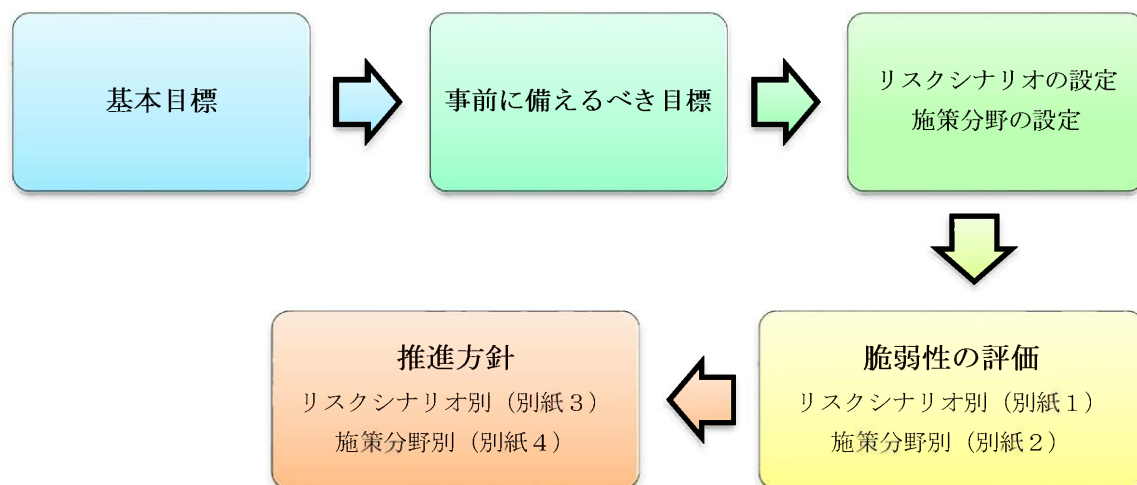 基本目標
事前に備えるべき目標
リスクシナリオの設定
施策分野の設定
脆弱性の評価
リスクシナリオ別（別紙１）
施策分野別（別紙２）
推進方針
リスクシナリオ別（別紙３）
施策分野別（別紙４）